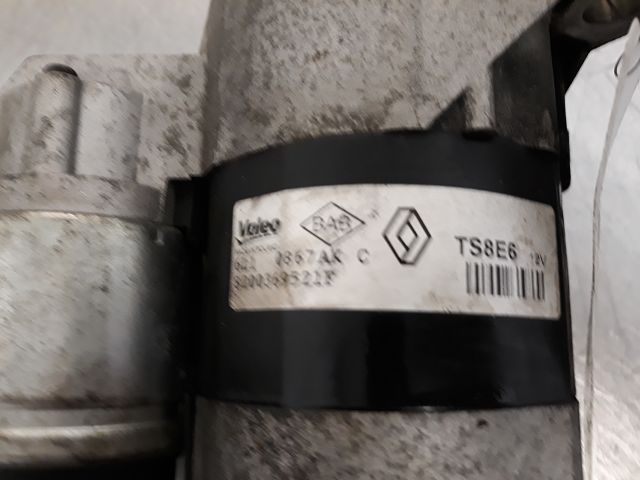 Valeo
BAB
TS8E6 12V
0867AK C
8200369521F